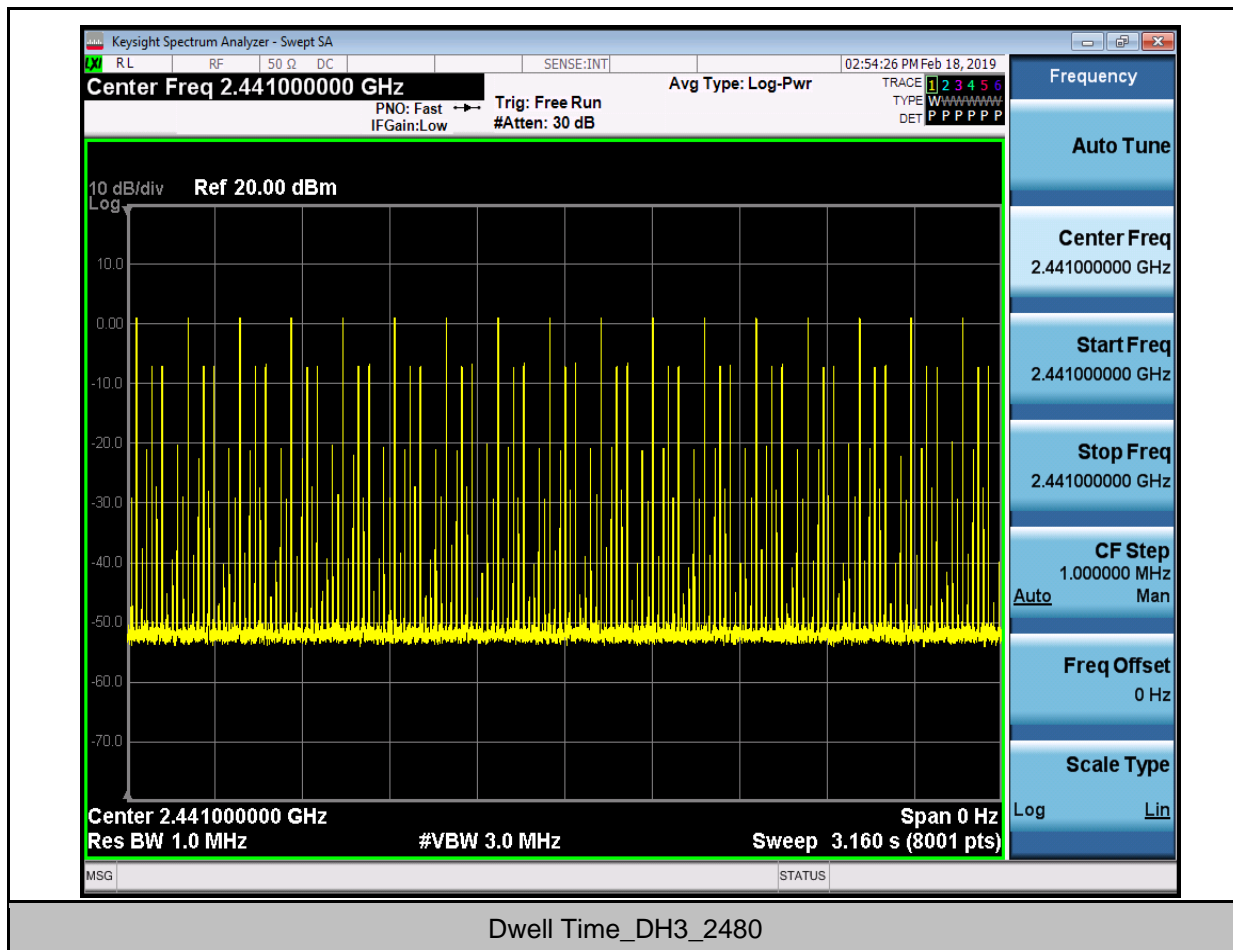 Keysight Spectrum Analyzer - Swept SA
LXI RL RF 50 Ω DC SENSE:INT 02:54:26 PM Feb 18, 2019
Center Freq 2.441000000 GHz
PNO: Fast
IFGain:Low
Trig: Free Run
#Atten: 30 dB
Avg Type: Log-Pwr
TRACE 1 2 3 4 5 6
TYPE WWWWWW
DET P P P P P P
10 dB/div Ref 20.00 dBm
Log
10.0
0.00
-10.0
-20.0
-30.0
-40.0
-50.0
-60.0
-70.0
Center 2.441000000 GHz Span 0 Hz
Res BW 1.0 MHz #VBW 3.0 MHz Sweep 3.160 s (8001 pts)
MSG STATUS
Frequency
Auto Tune
Center Freq
2.441000000 GHz
Start Freq
2.441000000 GHz
Stop Freq
2.441000000 GHz
CF Step
1.000000 MHz
Auto Man
Freq Offset
0 Hz
Scale Type
Log Lin
Dwell Time_DH3_2480